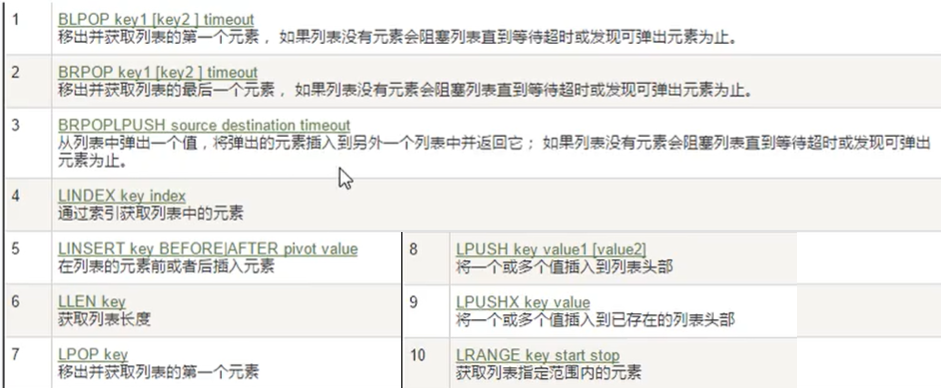 1
BLPOP key1 [key2 ] timeout
移出并获取列表的第一个元素， 如果列表没有元素会阻塞列表直到等待超时或发现可弹出元素为止。
2
BRPOP key1 [key2 ] timeout
移出并获取列表的最后一个元素， 如果列表没有元素会阻塞列表直到等待超时或发现可弹出元素为止。
3
BRPOPLPUSH source destination timeout
从列表中弹出一个值，将弹出的元素插入到另外一个列表中并返回它； 如果列表没有元素会阻塞列表直到等待超时或发现可弹出
元素为止。
4
LINDEX key index
通过索引获取列表中的元素
5
LINSERT key BEFORE|AFTER pivot value
在列表的元素前或者后插入元素
6
LLEN key
获取列表长度
7
LPOP key
移出并获取列表的第一个元素
8
LPUSH key value1 [value2]
将一个或多个值插入到列表头部
9
LPUSHX key value
将一个或多个值插入到已存在的列表头部
10
LRANGE key start stop
获取列表指定范围内的元素